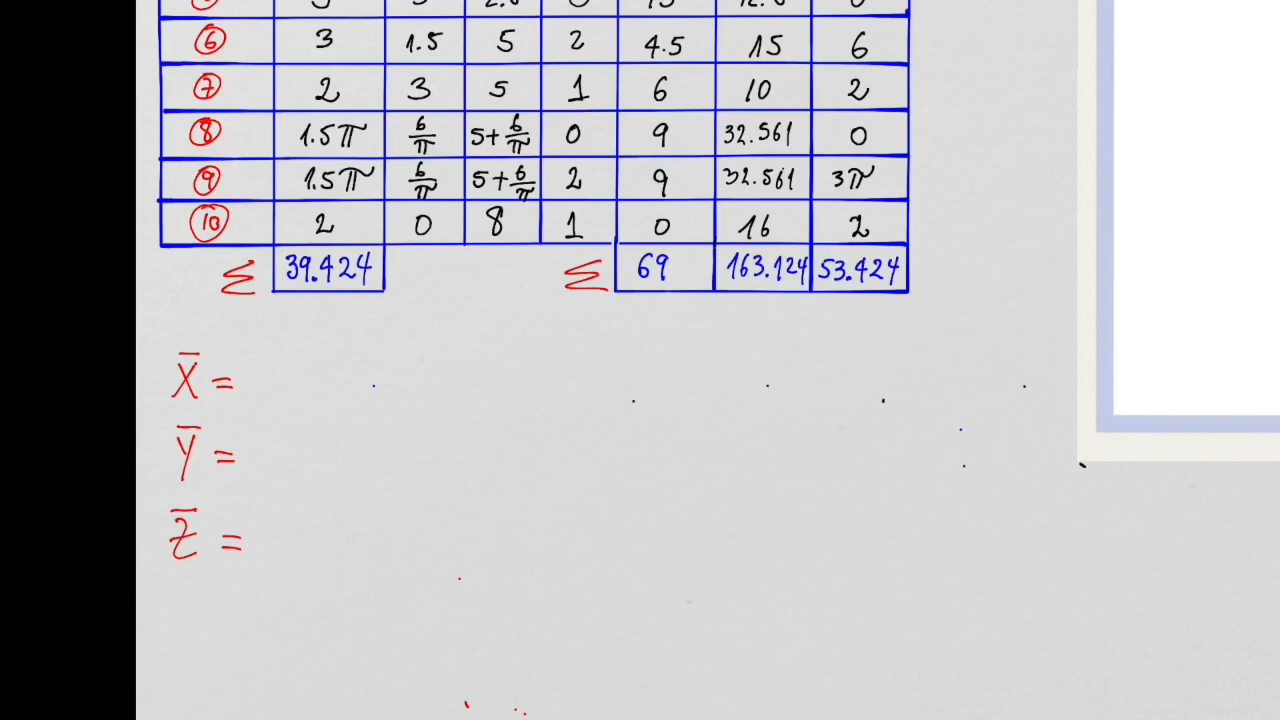 ⑥ 3 1.5 5 2 4.5 15 6
⑦ 2 3 5 1 6 10 2
⑧ 1.5π 6/π 5+6/π 0 9 32.561 0
⑨ 1.5π 6/π 5+6/π 2 9 32.561 3π
⑩ 2 0 8 1 0 16 2
Σ 39.424 Σ 69 163.124 53.424
X̄ =
Ȳ =
Z̄ =